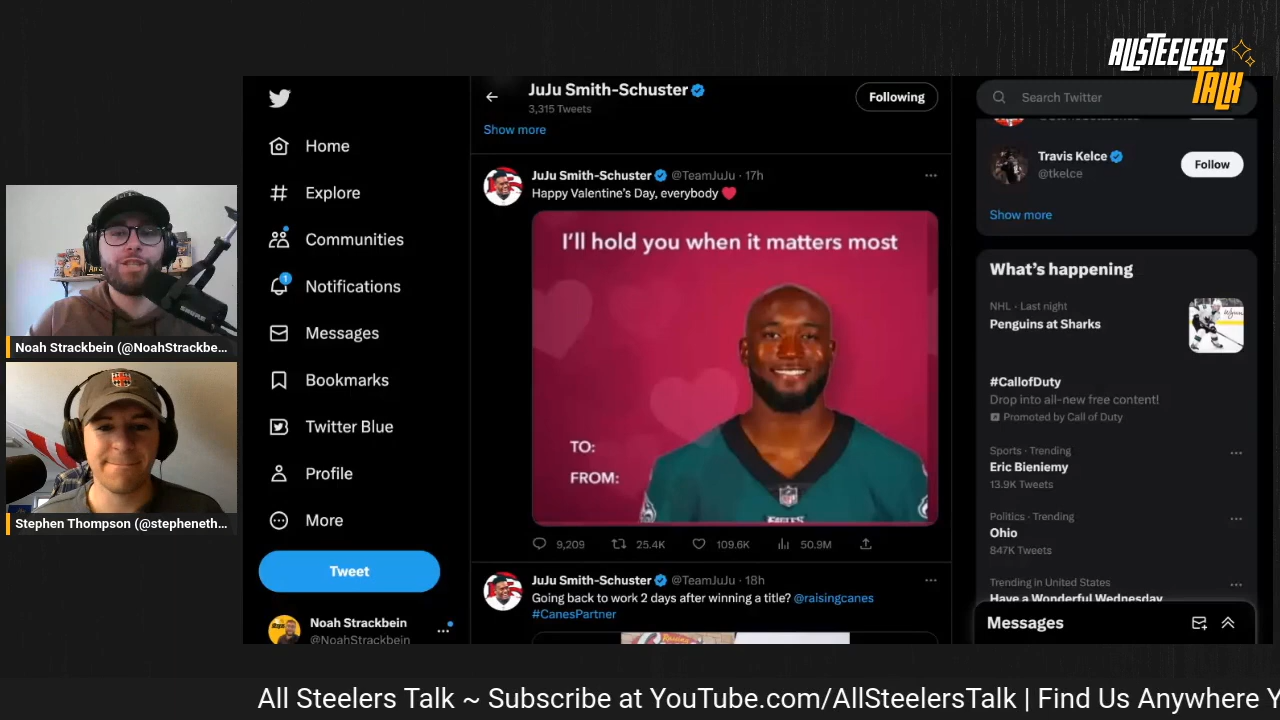 ALLSTEELERS
TALK
JuJu Smith-Schuster
3,315 Tweets
Following
Search Twitter
Show more
Home
Explore
Communities
1
Notifications
Messages
Bookmarks
Twitter Blue
Profile
More
Tweet
Noah Strackbein
@NoahStrackbein
JuJu Smith-Schuster @TeamJuJu · 17h
Happy Valentine's Day, everybody ❤️
I'll hold you when it matters most
TO:
FROM:
NFL
EAGLES
9,209
25.4K
109.6K
50.9M
JuJu Smith-Schuster @TeamJuJu · 18h
Going back to work 2 days after winning a title? @raisingcanes
#CanesPartner
Travis Kelce
@tkelce
Follow
Show more
What's happening
NHL · Last night
Penguins at Sharks
#CallofDuty
Drop into all-new free content!
Promoted by Call of Duty
Sports · Trending
Eric Bieniemy
13.9K Tweets
Politics · Trending
Ohio
847K Tweets
Trending in United States
Have a Wonderful Wednesday
Messages
SHURE
Noah Strackbein (@NoahStrackbe...
Stephen Thompson (@stepheneth...
All Steelers Talk ~ Subscribe at YouTube.com/AllSteelersTalk | Find Us Anywhere Y